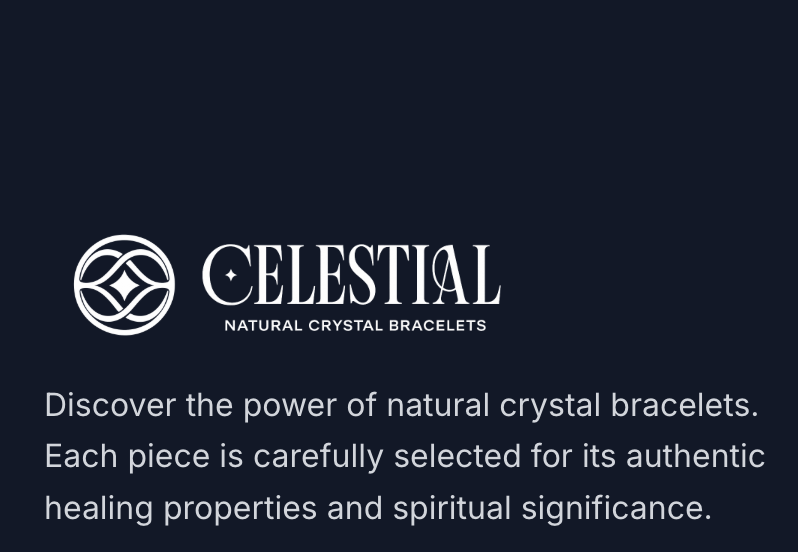 CELESTIAL
NATURAL CRYSTAL BRACELETS
Discover the power of natural crystal bracelets.
Each piece is carefully selected for its authentic
healing properties and spiritual significance.